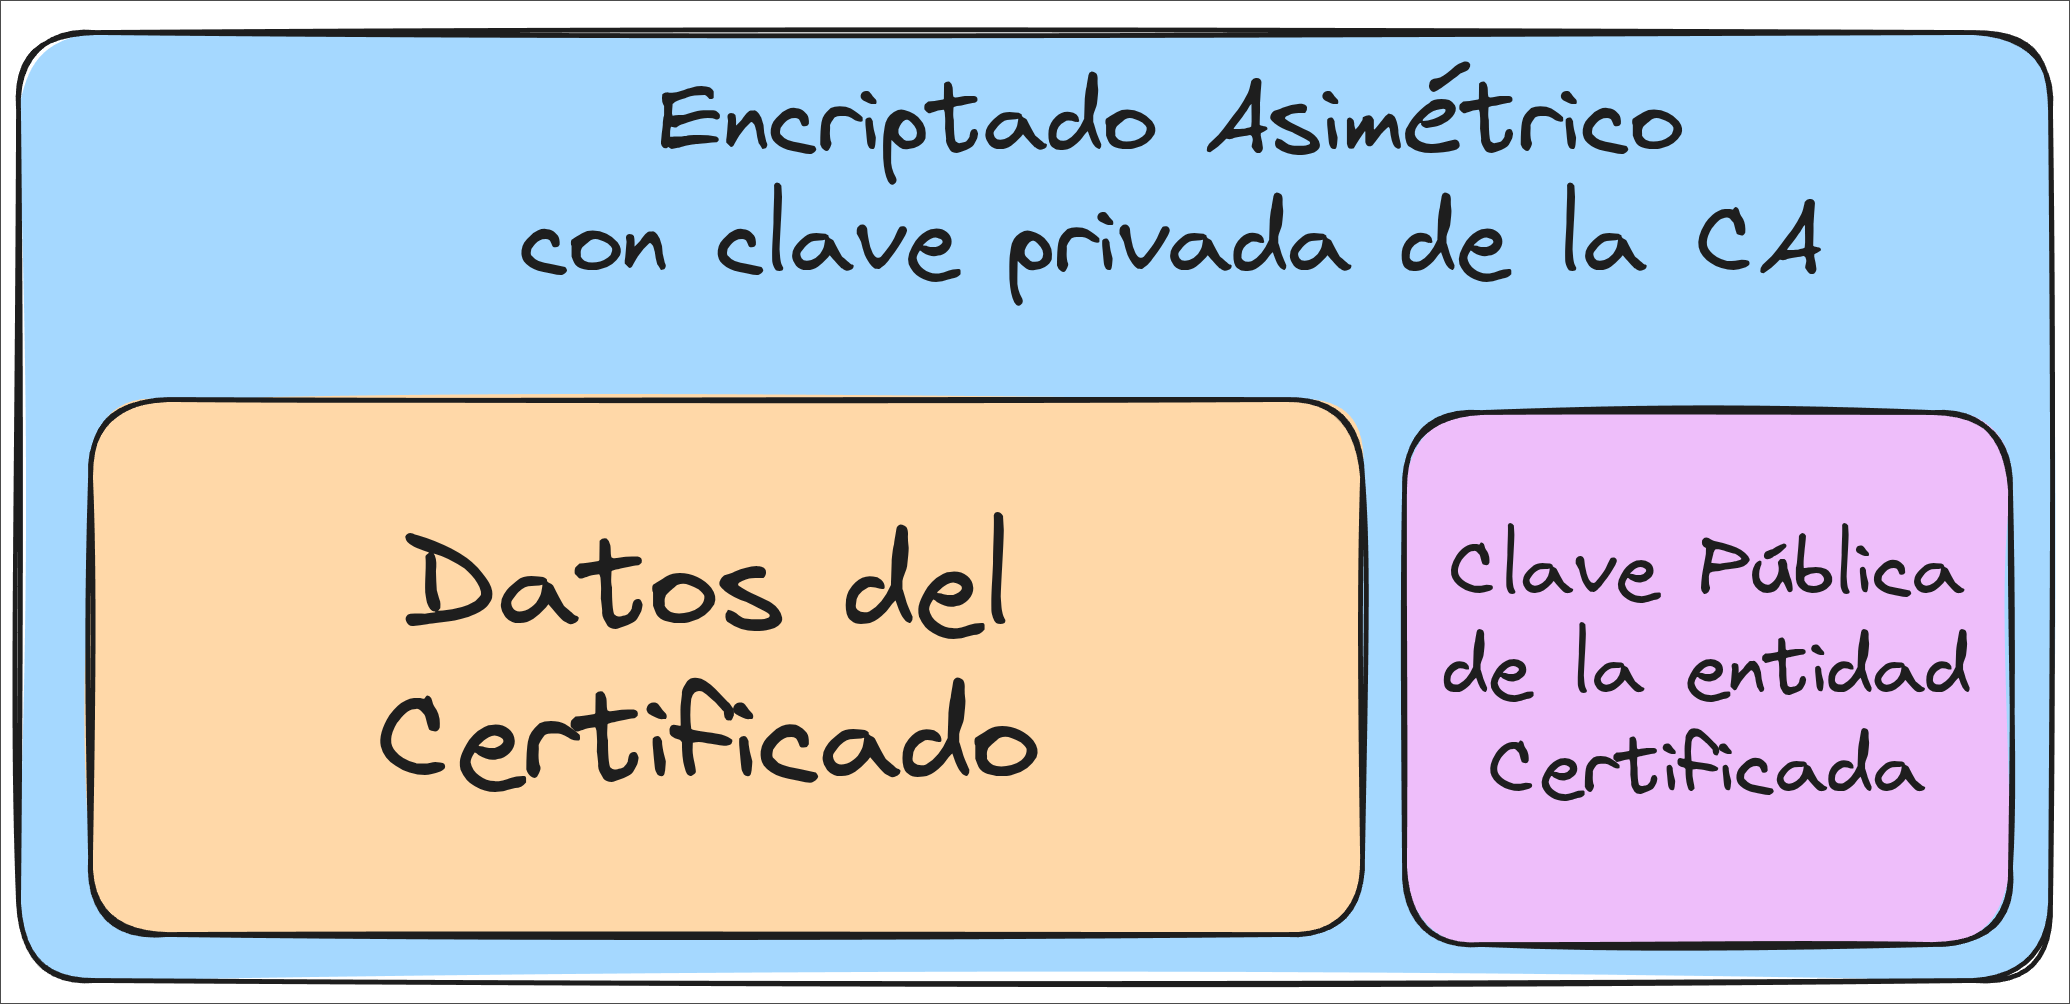 Encriptado Asimétrico
con clave privada de la CA
Datos del
Certificado
Clave Pública
de la entidad
Certificada